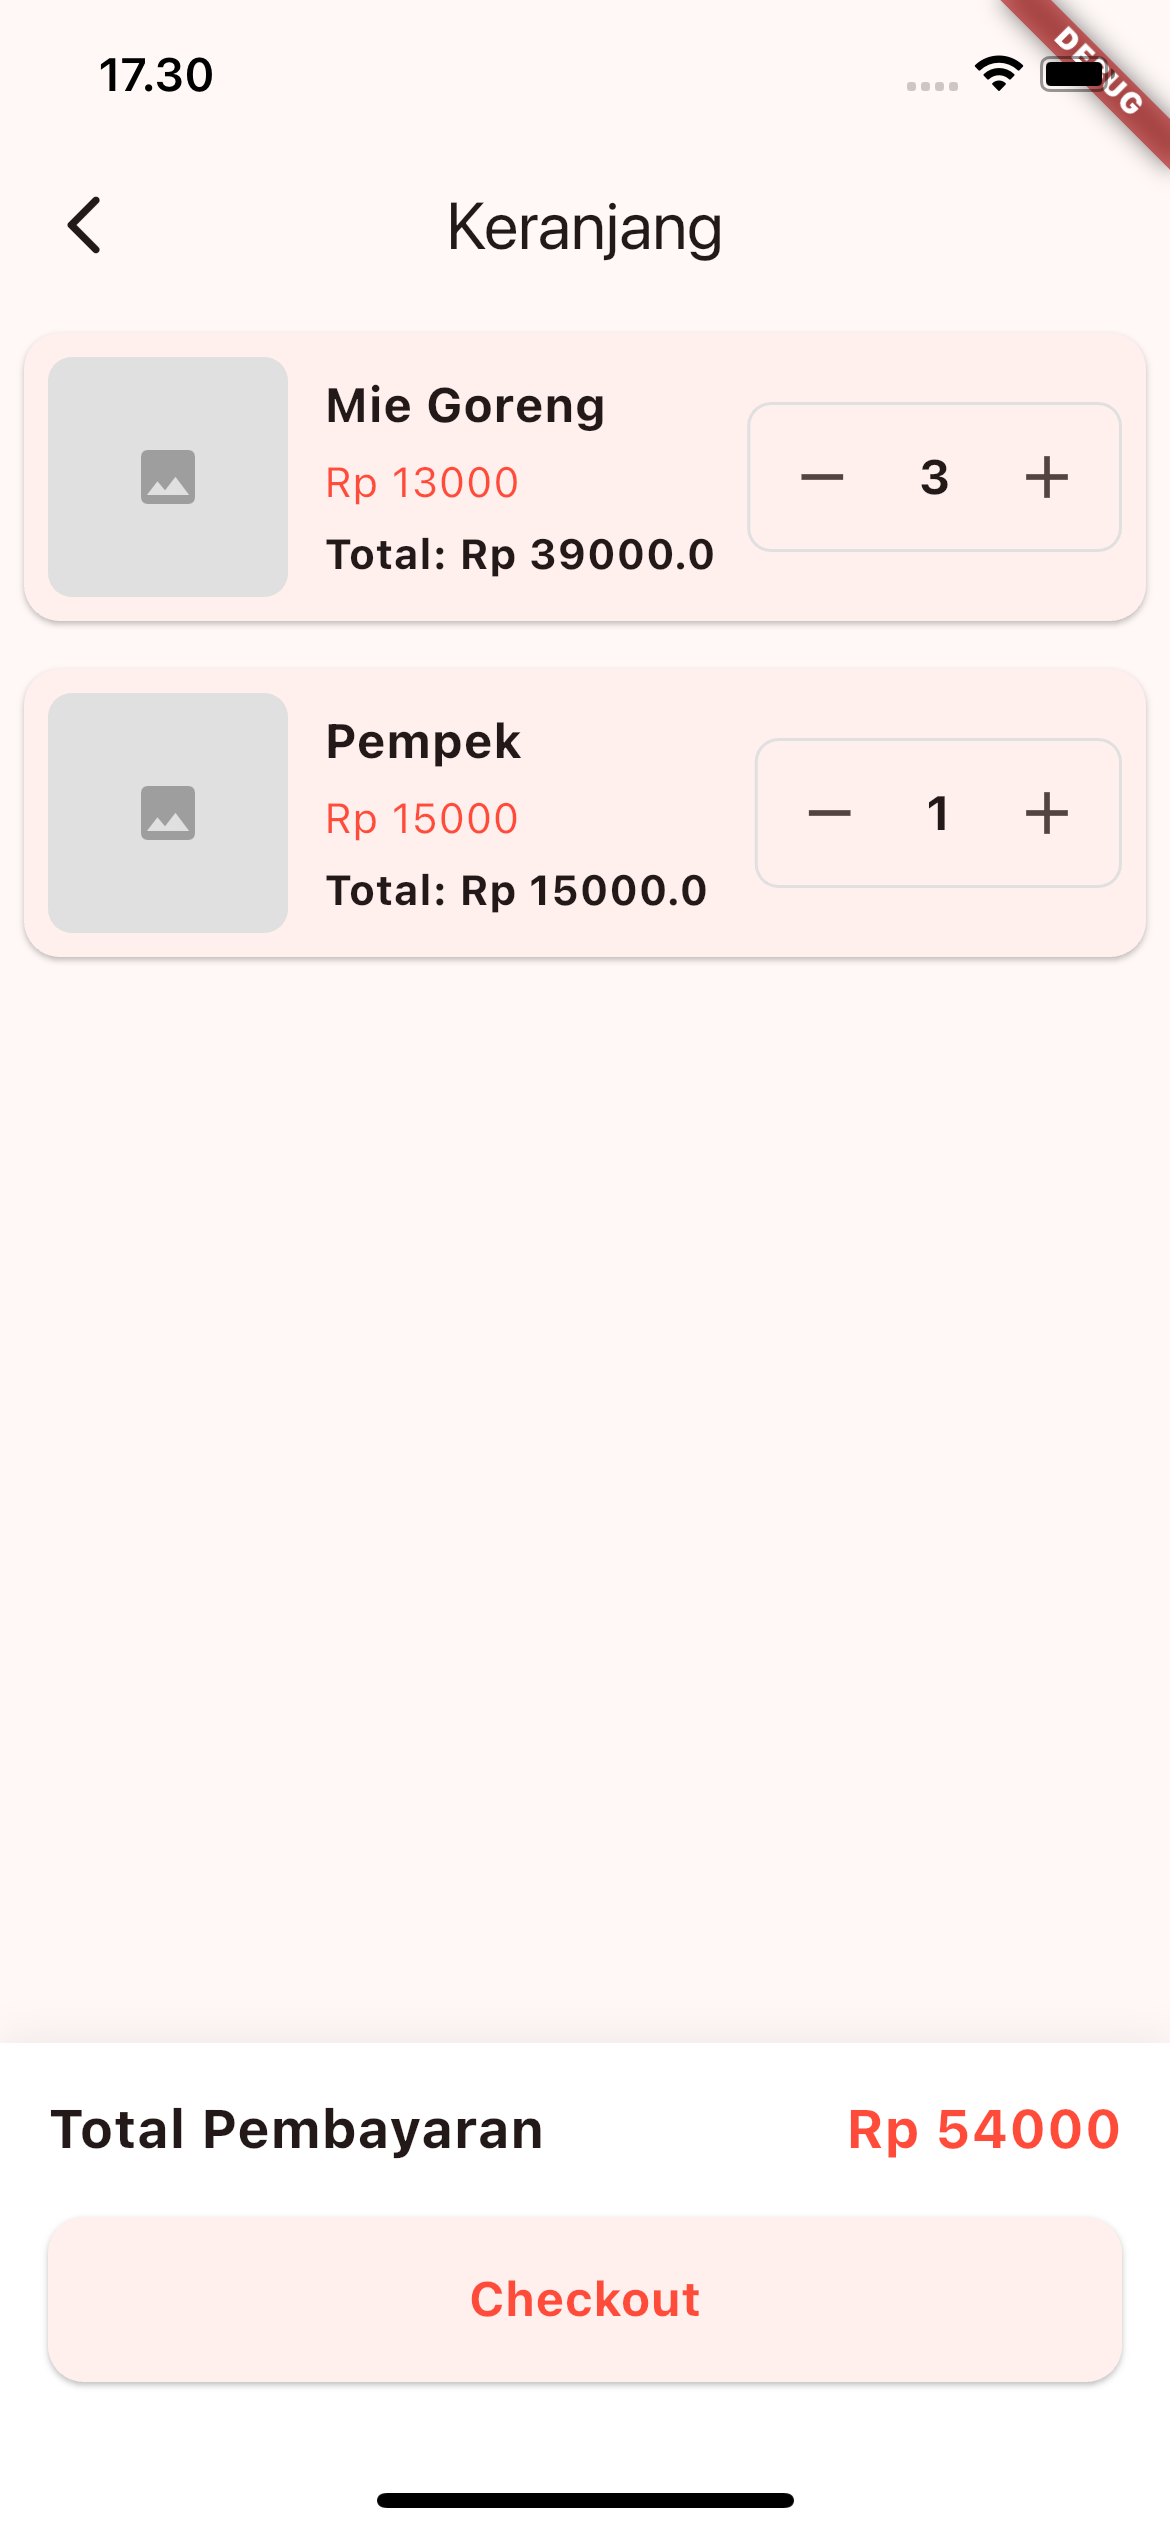 17.30
DEBUG
Keranjang
Mie Goreng
Rp 13000
Total: Rp 39000.0
3
Pempek
Rp 15000
Total: Rp 15000.0
1
Total Pembayaran
Rp 54000
Checkout